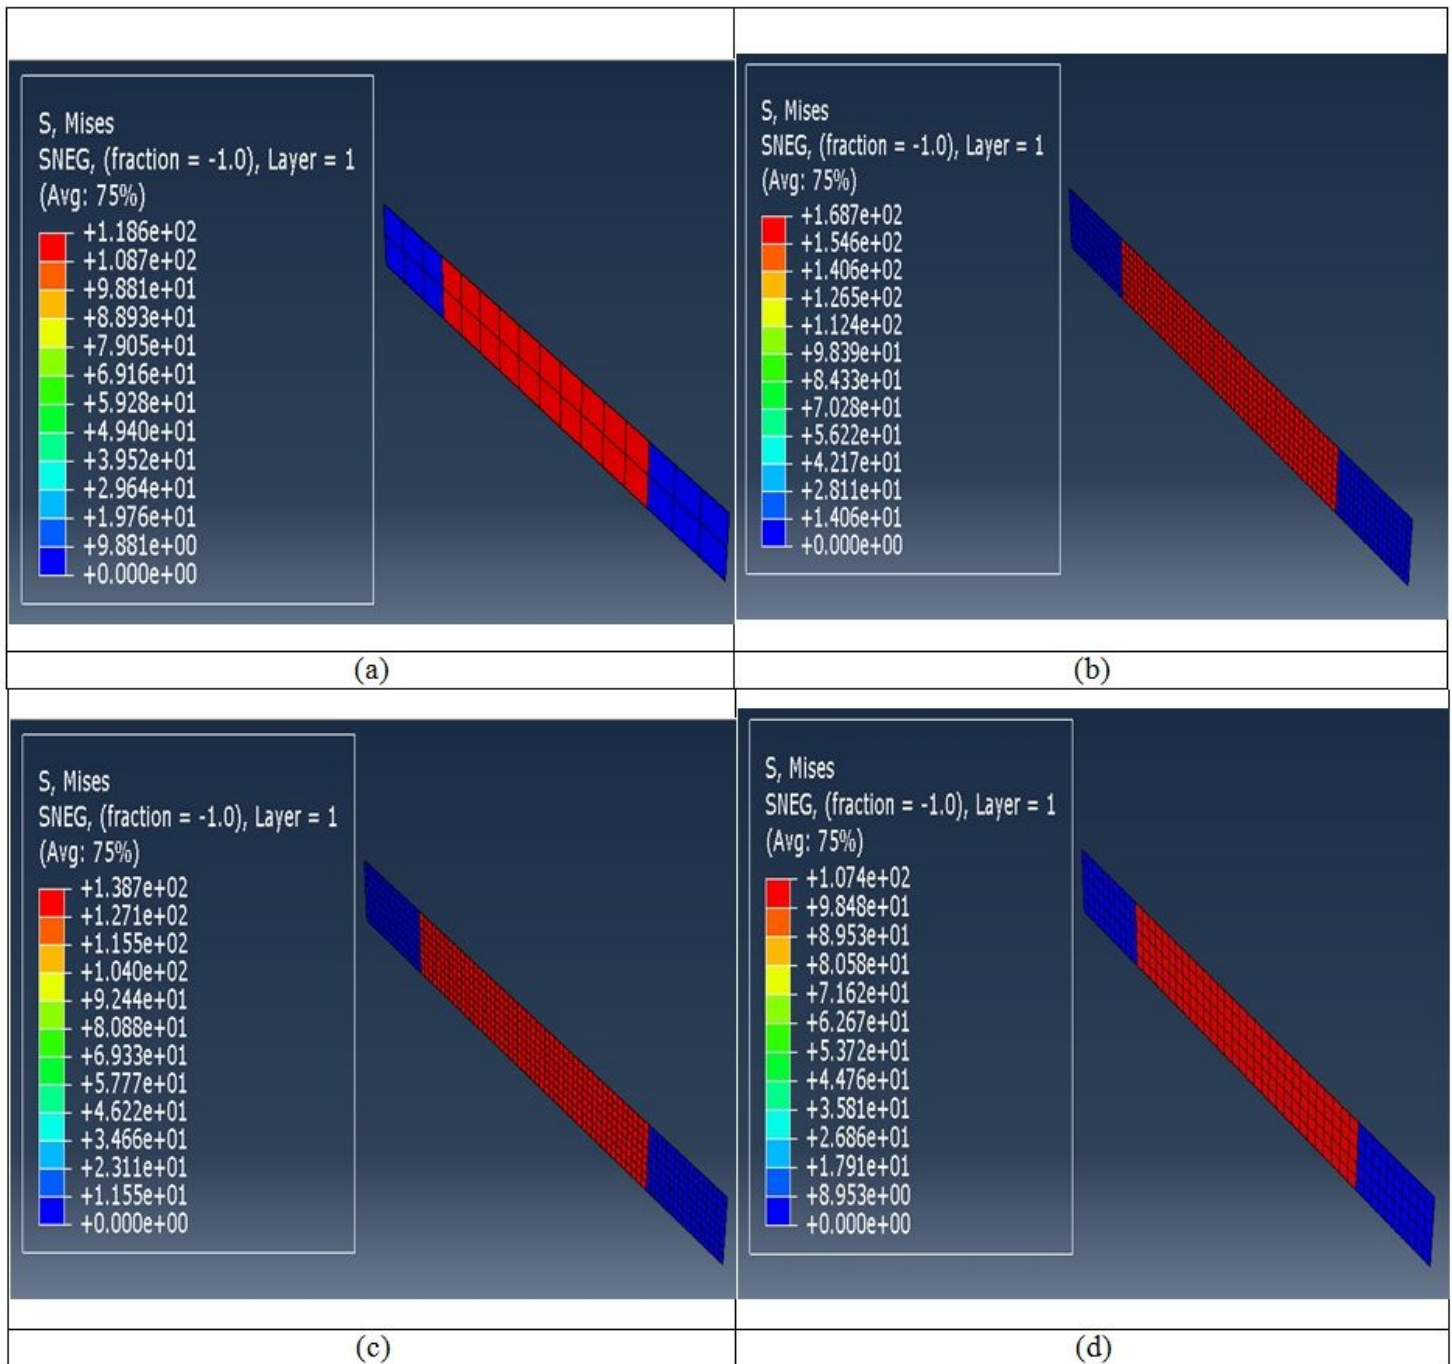 S, Mises
SNEG, (fraction = -1.0), Layer = 1
(Avg: 75%)
+1.186e+02
+1.087e+02
+9.881e+01
+8.893e+01
+7.905e+01
+6.916e+01
+5.928e+01
+4.940e+01
+3.952e+01
+2.964e+01
+1.976e+01
+9.881e+00
+0.000e+00
(a)
S, Mises
SNEG, (fraction = -1.0), Layer = 1
(Avg: 75%)
+1.687e+02
+1.546e+02
+1.406e+02
+1.265e+02
+1.124e+02
+9.839e+01
+8.433e+01
+7.028e+01
+5.622e+01
+4.217e+01
+2.811e+01
+1.406e+01
+0.000e+00
(b)
S, Mises
SNEG, (fraction = -1.0), Layer = 1
(Avg: 75%)
+1.387e+02
+1.271e+02
+1.155e+02
+1.040e+02
+9.244e+01
+8.088e+01
+6.933e+01
+5.777e+01
+4.622e+01
+3.466e+01
+2.311e+01
+1.155e+01
+0.000e+00
(c)
S, Mises
SNEG, (fraction = -1.0), Layer = 1
(Avg: 75%)
+1.074e+02
+9.848e+01
+8.953e+01
+8.058e+01
+7.162e+01
+6.267e+01
+5.372e+01
+4.476e+01
+3.581e+01
+2.686e+01
+1.791e+01
+8.953e+00
+0.000e+00
(d)